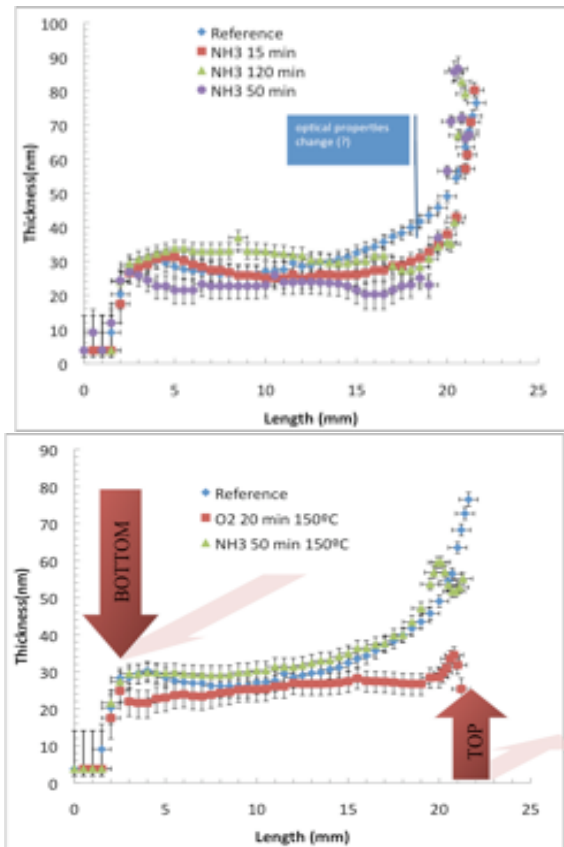 100
90
80
70
60
50
40
30
20
10
0
Thickness(nm)
Reference
NH3 15 min
NH3 120 min
NH3 50 min
optical properties
change (?)
0 5 10 15 20 25
Length (mm)
90
80
70
60
50
40
30
20
10
0
Thickness(nm)
BOTTOM
Reference
O2 20 min 150ºC
NH3 50 min 150ºC
TOP
0 5 10 15 20 25
Length (mm)